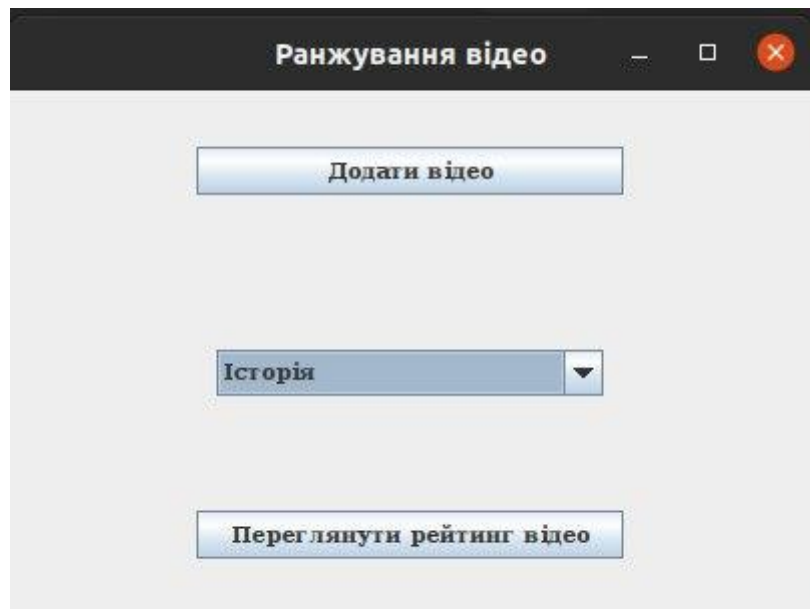 Ранжування відео
Додати відео
Історія
Переглянути рейтинг відео